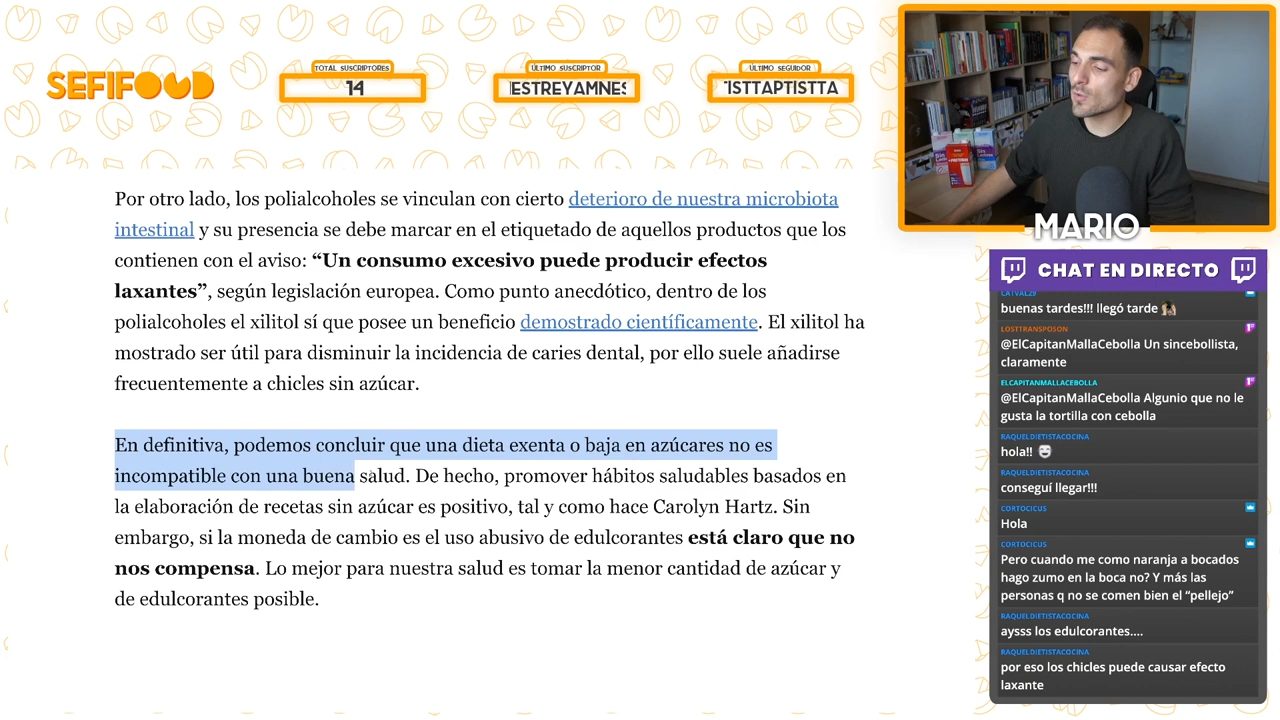 SEFIFOOD
TOTAL SUSCRIPTORES
14
ÚLTIMO SUSCRIPTOR
ESTREYAMNES
ÚLTIMO SEGUIDOR
ISTTAPTISTTA
Por otro lado, los polialcoholes se vinculan con cierto deterioro de nuestra microbiota
intestinal y su presencia se debe marcar en el etiquetado de aquellos productos que los
contienen con el aviso: “Un consumo excesivo puede producir efectos
laxantes”, según legislación europea. Como punto anecdótico, dentro de los
polialcoholes el xilitol sí que posee un beneficio demostrado científicamente. El xilitol ha
mostrado ser útil para disminuir la incidencia de caries dental, por ello suele añadirse
frecuentemente a chicles sin azúcar.
En definitiva, podemos concluir que una dieta exenta o baja en azúcares no es
incompatible con una buena salud. De hecho, promover hábitos saludables basados en
la elaboración de recetas sin azúcar es positivo, tal y como hace Carolyn Hartz. Sin
embargo, si la moneda de cambio es el uso abusivo de edulcorantes está claro que no
nos compensa. Lo mejor para nuestra salud es tomar la menor cantidad de azúcar y
de edulcorantes posible.
MARIO
CHAT EN DIRECTO
CATVAL29
buenas tardes!!! llegó tarde
LOSTTRANSPOSON
@ElCapitanMallaCebolla Un sincebollista,
claramente
ELCAPITANMALLACEBOLLA
@ElCapitanMallaCebolla Algunio que no le
gusta la tortilla con cebolla
RAQUELDIETISTACOCINA
hola!!
RAQUELDIETISTACOCINA
conseguí llegar!!!
CORTOCICUS
Hola
CORTOCICUS
Pero cuando me como naranja a bocados
hago zumo en la boca no? Y más las
personas q no se comen bien el “pellejo”
RAQUELDIETISTACOCINA
aysss los edulcorantes....
RAQUELDIETISTACOCINA
por eso los chicles puede causar efecto
laxante